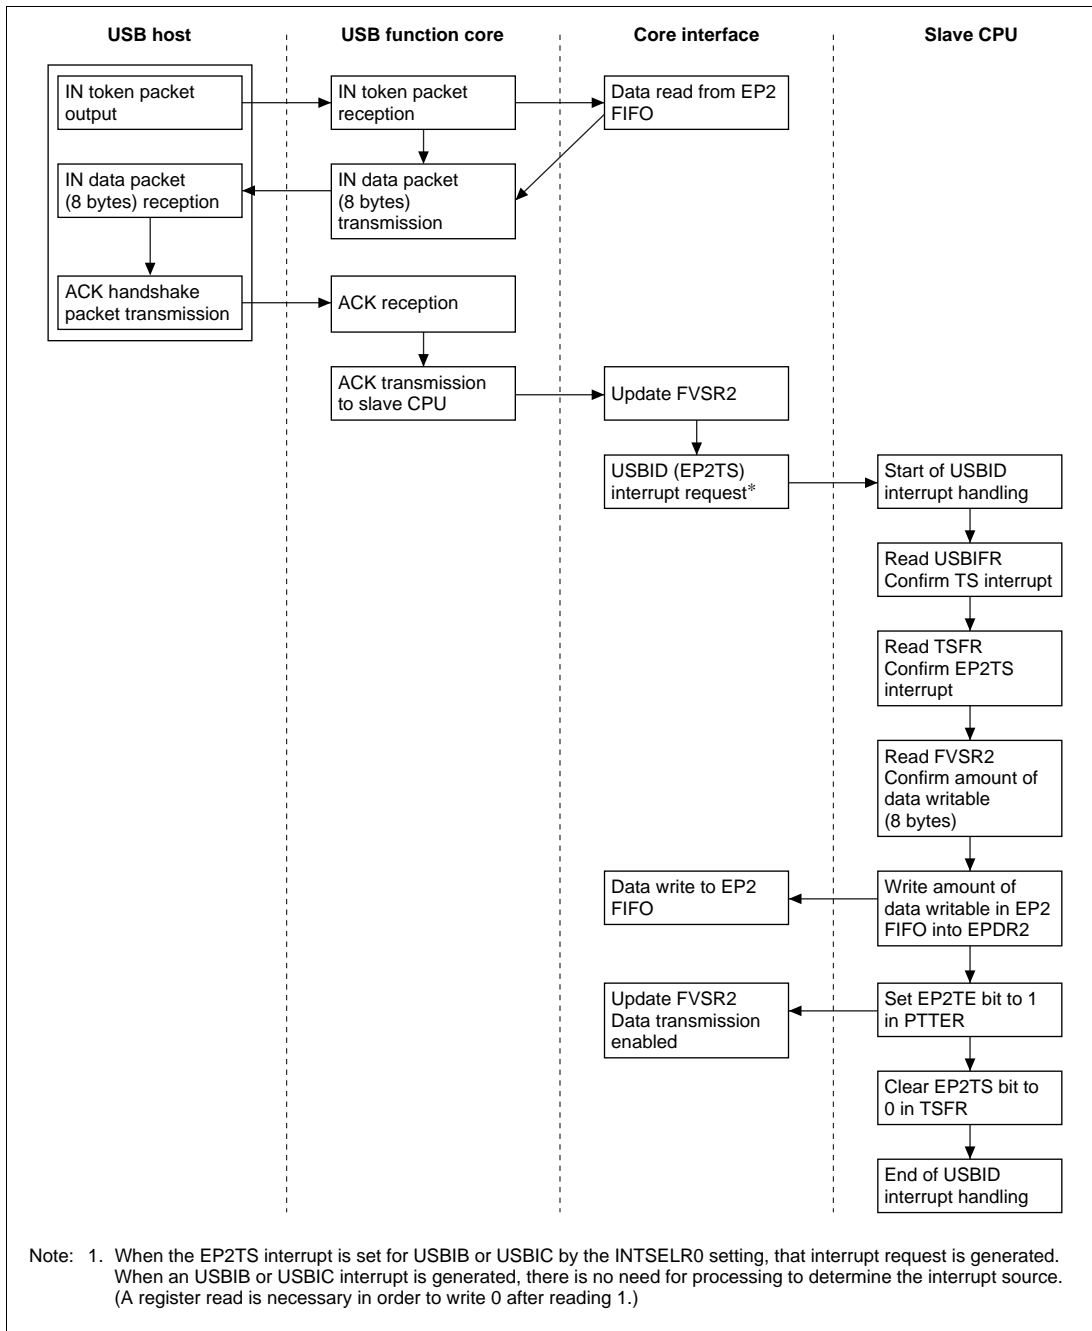 USB host
USB function core
Core interface
Slave CPU
IN token packet
output
IN token packet
reception
Data read from EP2
FIFO
IN data packet
(8 bytes) reception
IN data packet
(8 bytes)
transmission
ACK handshake
packet transmission
ACK reception
ACK transmission
to slave CPU
Update FVSR2
USBID (EP2TS)
interrupt request*
Start of USBID
interrupt handling
Read USBIFR
Confirm TS interrupt
Read TSFR
Confirm EP2TS
interrupt
Read FVSR2
Confirm amount of
data writable
(8 bytes)
Data write to EP2
FIFO
Write amount of
data writable in EP2
FIFO into EPDR2
Update FVSR2
Data transmission
enabled
Set EP2TE bit to 1
in PTTER
Clear EP2TS bit to
0 in TSFR
End of USBID
interrupt handling
Note: 1. When the EP2TS interrupt is set for USBIB or USBIC by the INTSELR0 setting, that interrupt request is generated.
When an USBIB or USBIC interrupt is generated, there is no need for processing to determine the interrupt source.
(A register read is necessary in order to write 0 after reading 1.)